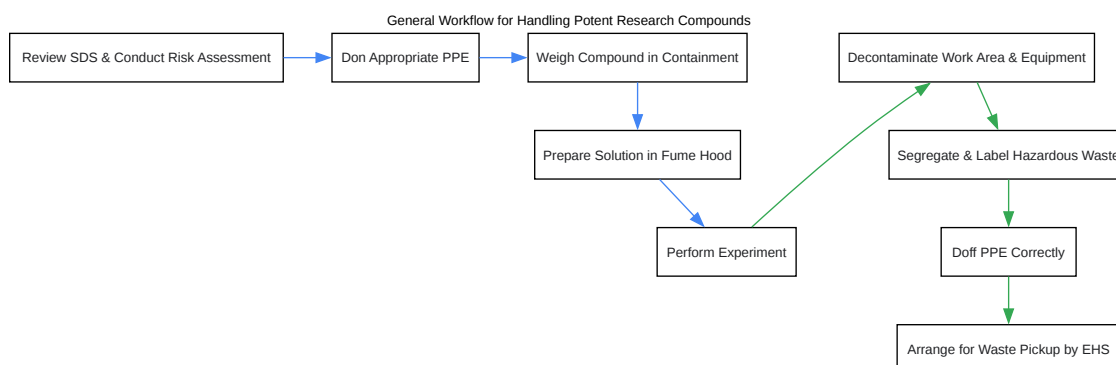 General Workflow for Handling Potent Research Compounds
Review SDS & Conduct Risk Assessment
Don Appropriate PPE
Weigh Compound in Containment
Prepare Solution in Fume Hood
Perform Experiment
Decontaminate Work Area & Equipment
Segregate & Label Hazardous Waste
Doff PPE Correctly
Arrange for Waste Pickup by EHS